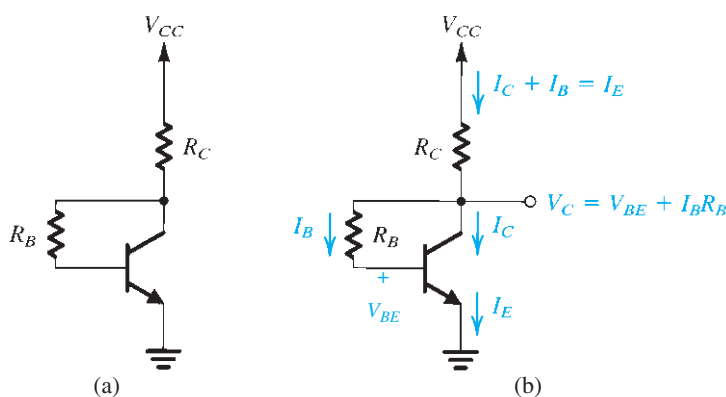 V_CC
R_C
R_B
(a)
V_CC
I_C + I_B = I_E
R_C
V_C = V_BE + I_B R_B
I_B
R_B
I_C
+
V_BE
I_E
(b)